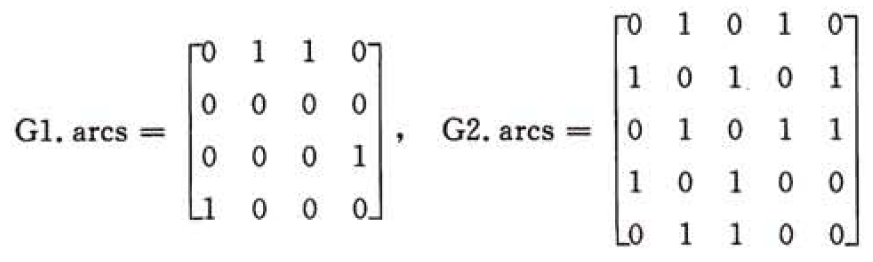 0 1 1 0
0 0 0 0
G1. arcs =
0 0 0 1
1 0 0 0
,
0 1 0 1 0
1 0 1 0 1
G2. arcs =
0 1 0 1 1
1 0 1 0 0
0 1 1 0 0